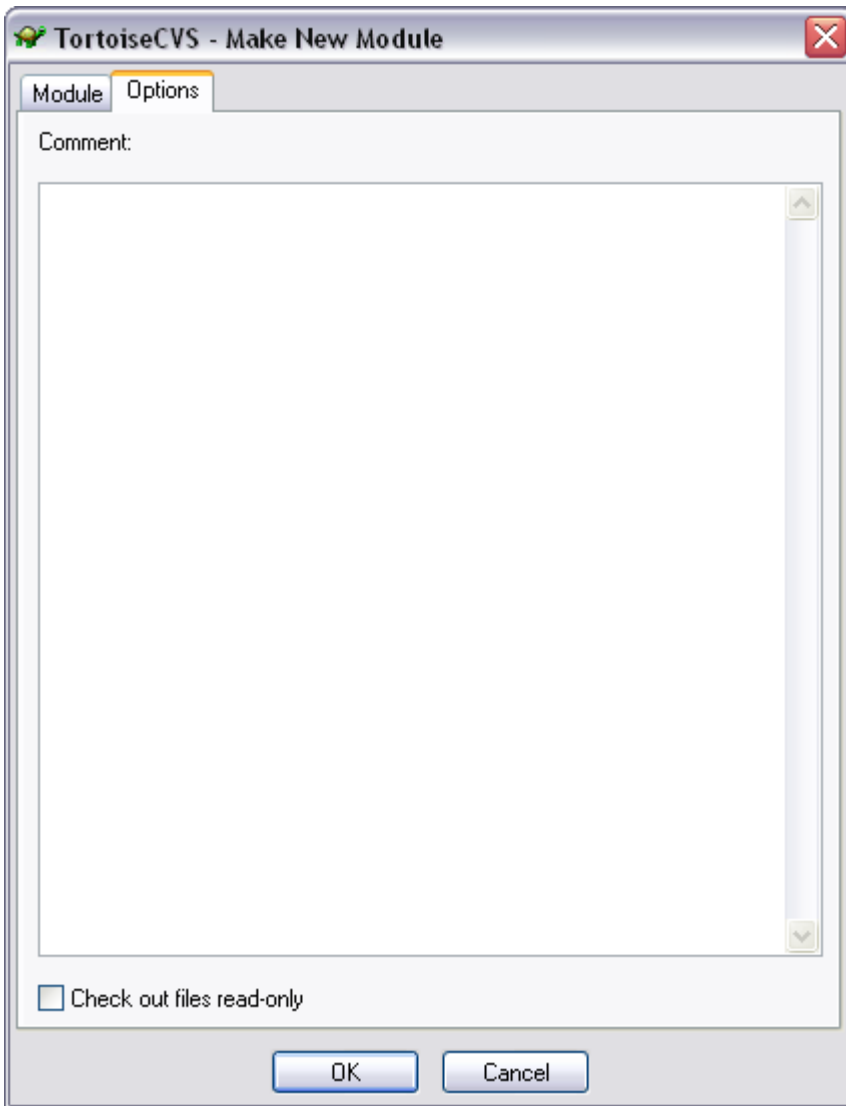 TortoiseCVS - Make New Module
Module
Options
Comment:
Check out files read-only
OK
Cancel